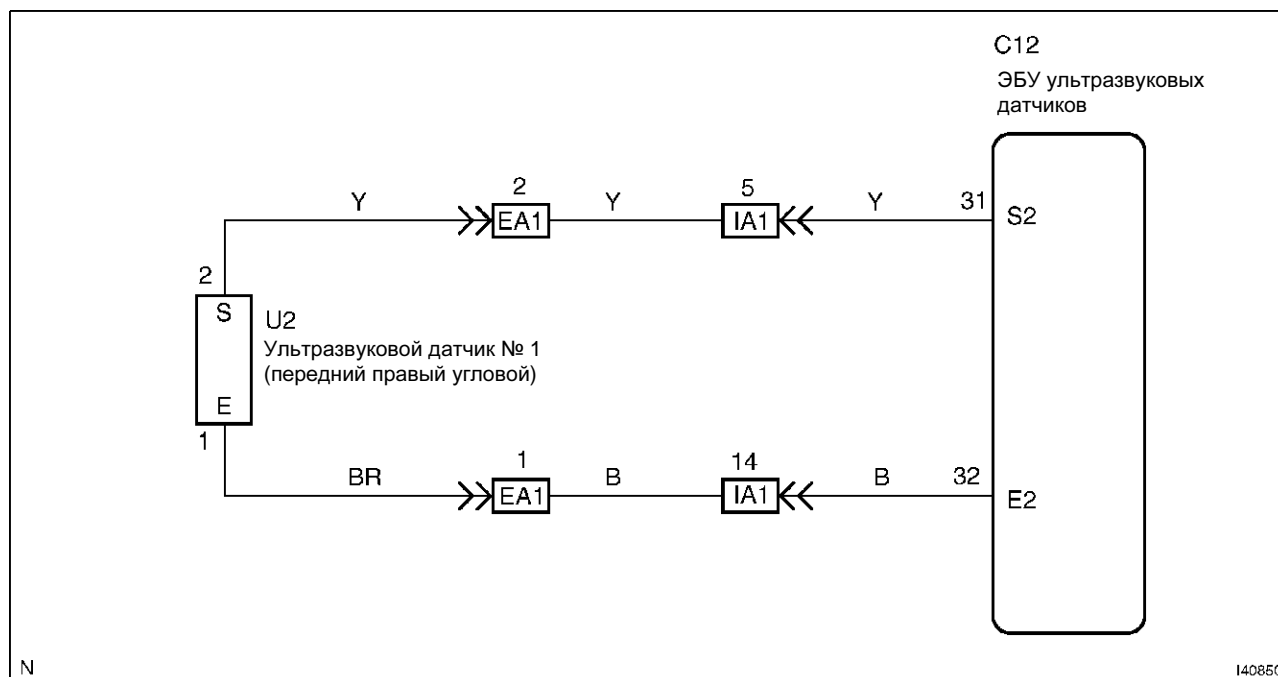 C12
ЭБУ ультразвуковых
датчиков
Y
2
EA1
Y
5
IA1
Y
31
S2
2
S
U2
Ультразвуковой датчик № 1
(передний правый угловой)
E
1
BR
1
EA1
B
14
IA1
B
32
E2
N